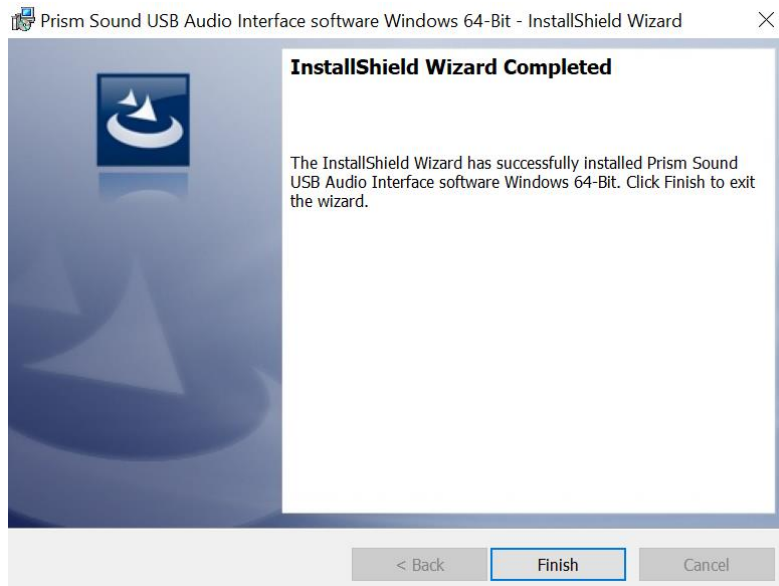 Prism Sound USB Audio Interface software Windows 64-Bit - InstallShield Wizard
InstallShield Wizard Completed
The InstallShield Wizard has successfully installed Prism Sound
USB Audio Interface software Windows 64-Bit. Click Finish to exit
the wizard.
< Back
Finish
Cancel